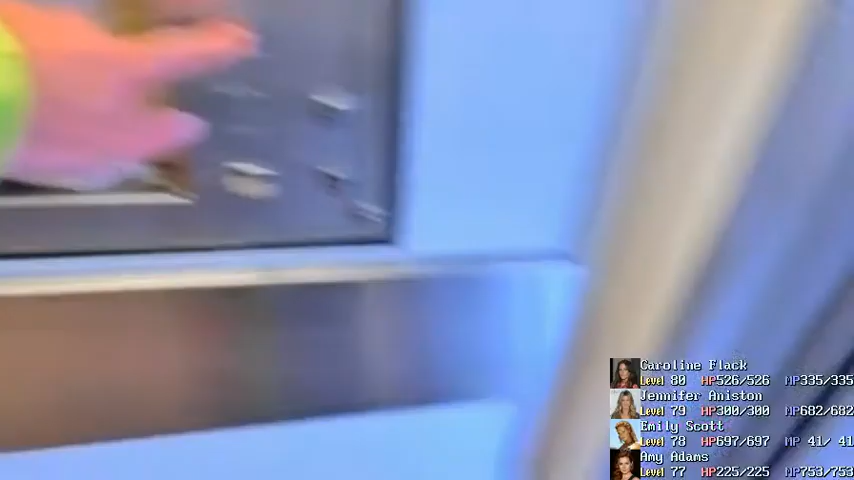 Caroline Flack
Level 80 HP526/526 MP335/335
Jennifer Aniston
Level 79 HP300/300 MP682/682
Emily Scott
Level 78 HP697/697 MP 41/ 41
Amy Adams
Level 77 HP225/225 MP753/753